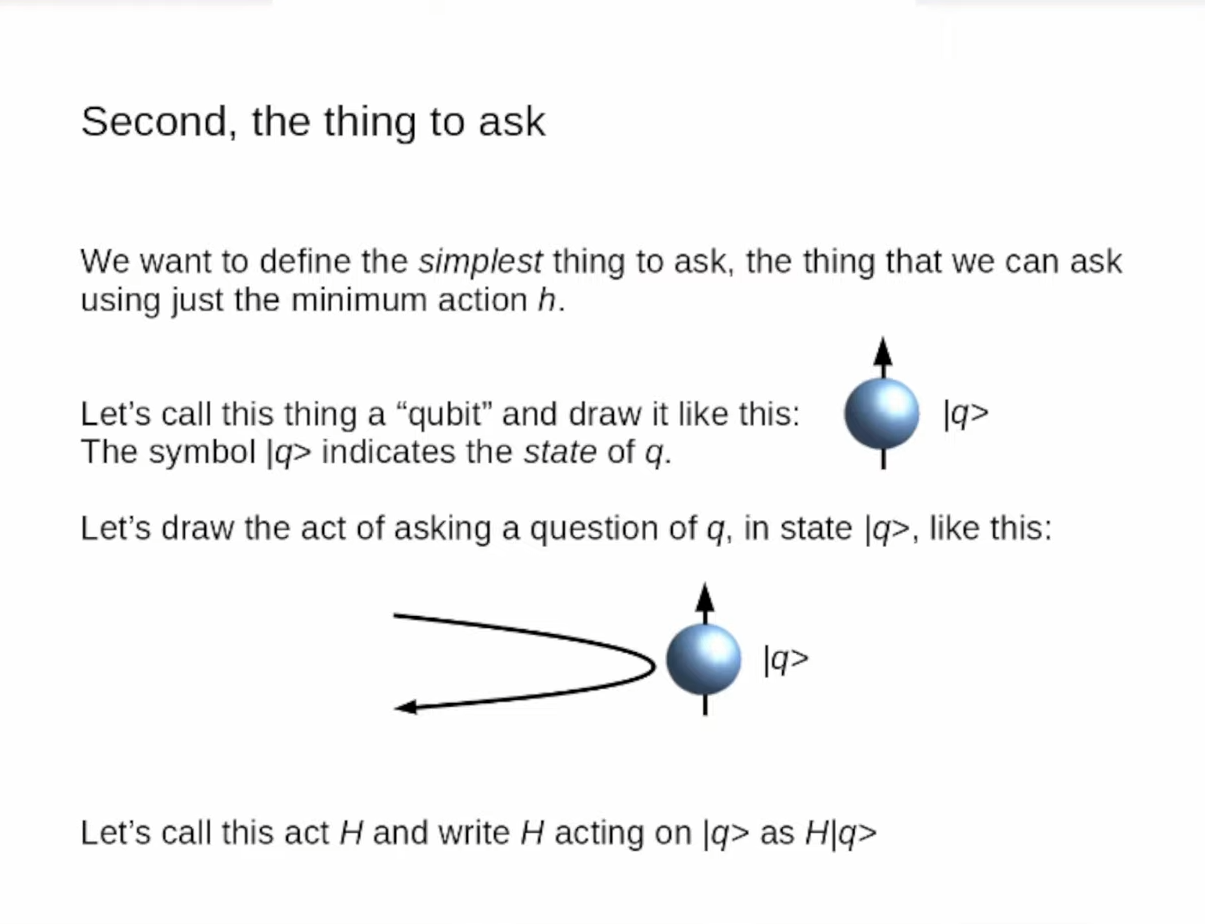 Second, the thing to ask
We want to define the simplest thing to ask, the thing that we can ask
using just the minimum action h.
Let’s call this thing a “qubit” and draw it like this:
|q>
The symbol |q> indicates the state of q.
Let’s draw the act of asking a question of q, in state |q>, like this:
|q>
Let’s call this act H and write H acting on |q> as H|q>